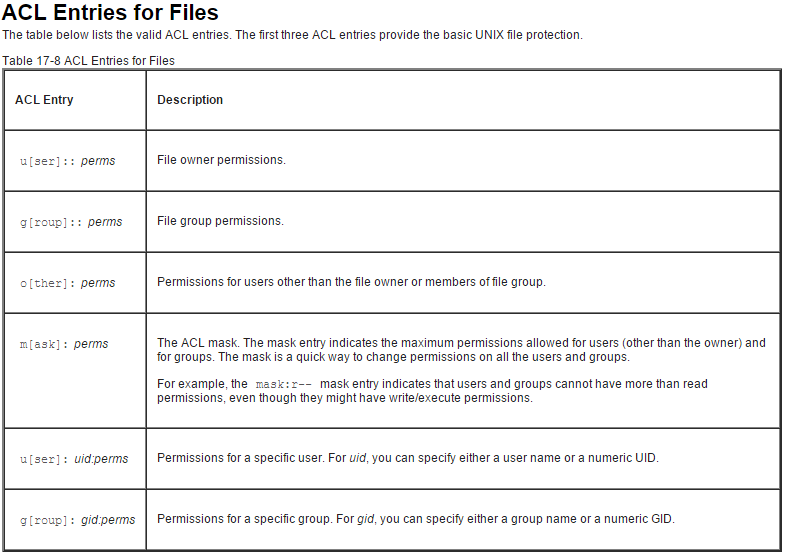 ACL Entries for Files
The table below lists the valid ACL entries. The first three ACL entries provide the basic UNIX file protection.
Table 17-8 ACL Entries for Files
ACL Entry Description
u[ser]:: perms File owner permissions.
g[roup]:: perms File group permissions.
o[ther]: perms Permissions for users other than the file owner or members of file group.
m[ask]: perms The ACL mask. The mask entry indicates the maximum permissions allowed for users (other than the owner) and
for groups. The mask is a quick way to change permissions on all the users and groups.
For example, the mask:r-- mask entry indicates that users and groups cannot have more than read
permissions, even though they might have write/execute permissions.
u[ser]: uid:perms Permissions for a specific user. For uid, you can specify either a user name or a numeric UID.
g[roup]: gid:perms Permissions for a specific group. For gid, you can specify either a group name or a numeric GID.